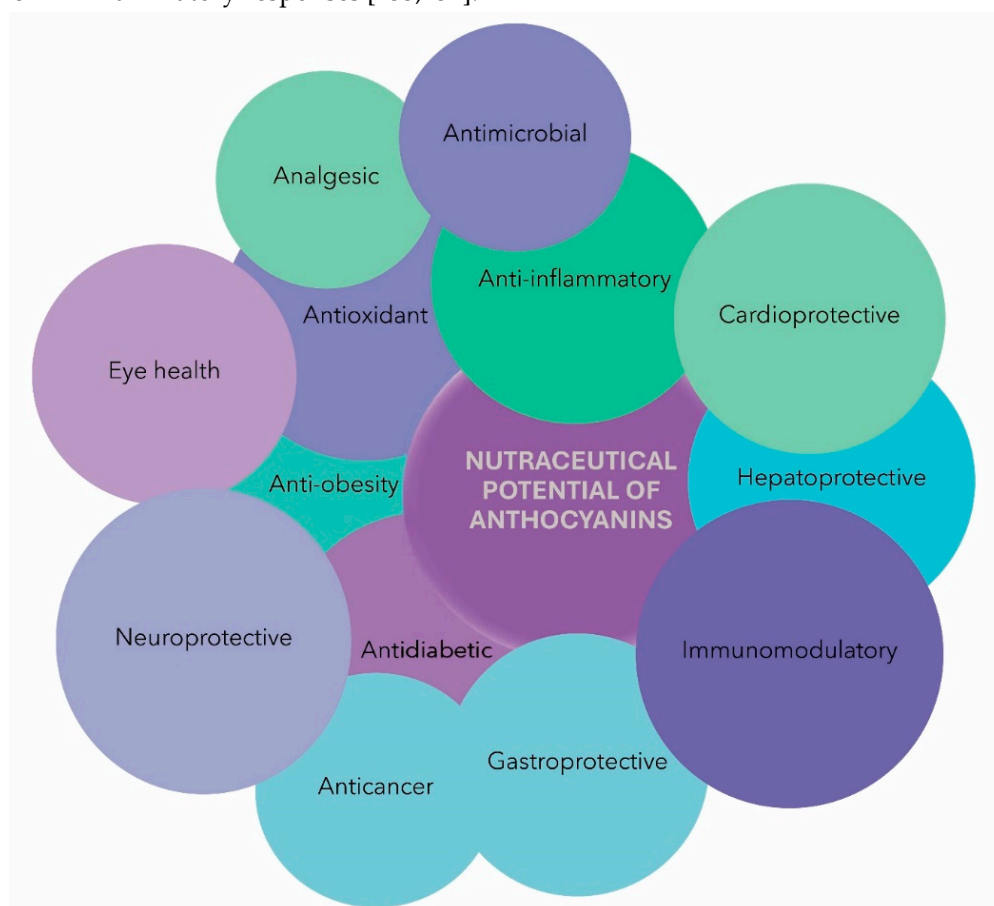 Antimicrobial
Analgesic
Anti-inflammatory
Antioxidant
Cardioprotective
Eye health
NUTRACEUTICAL
POTENTIAL OF
ANTHOCYANINS
Hepatoprotective
Anti-obesity
Neuroprotective
Antidiabetic
Immunomodulatory
Gastroprotective
Anticancer